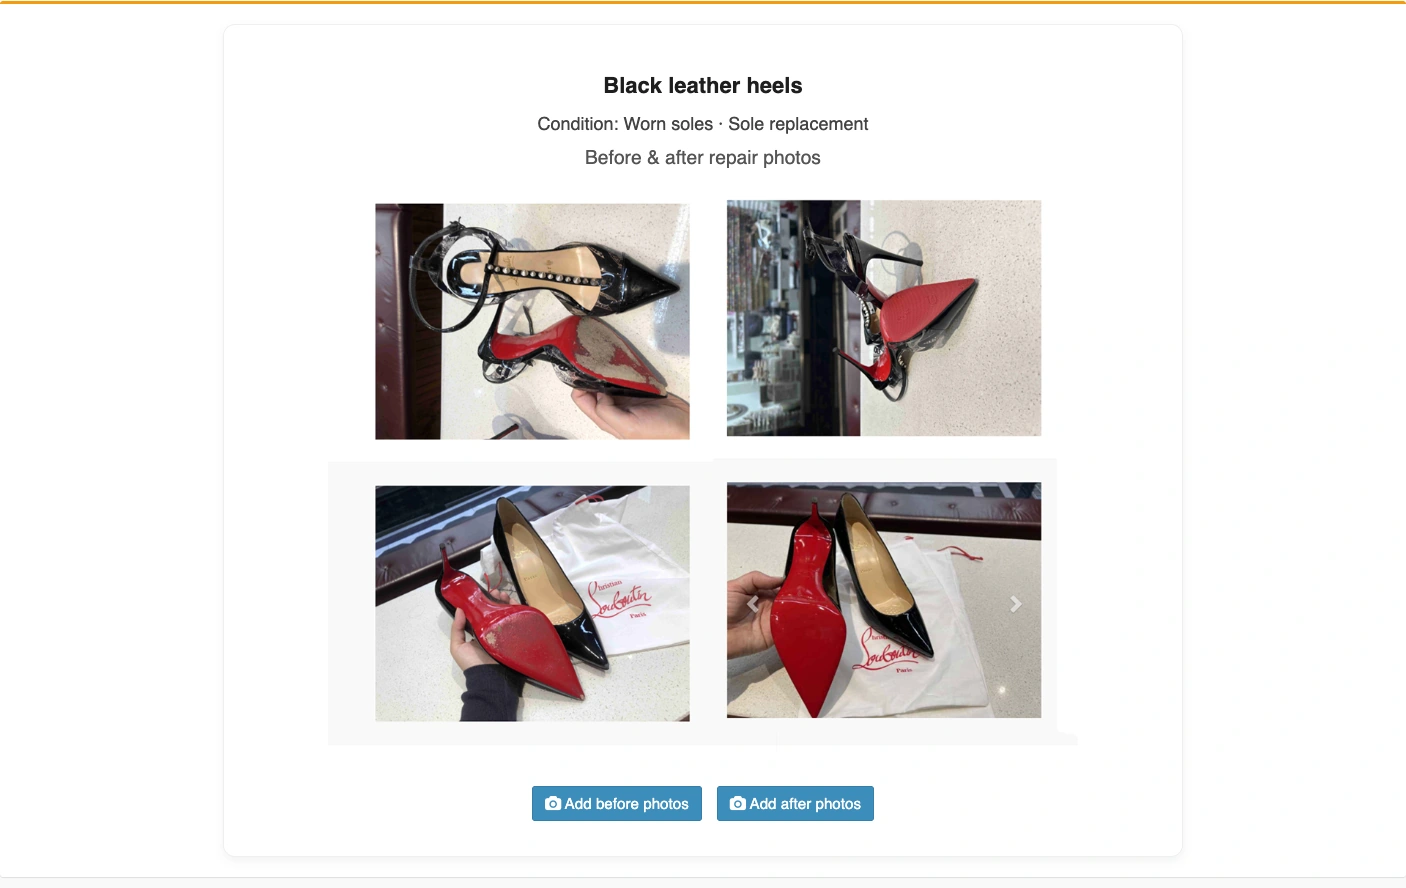 Black leather heels
Condition: Worn soles · Sole replacement
Before & after repair photos
Christian
Louboutin
Paris
Louboutin
Paris
Add before photos
Add after photos